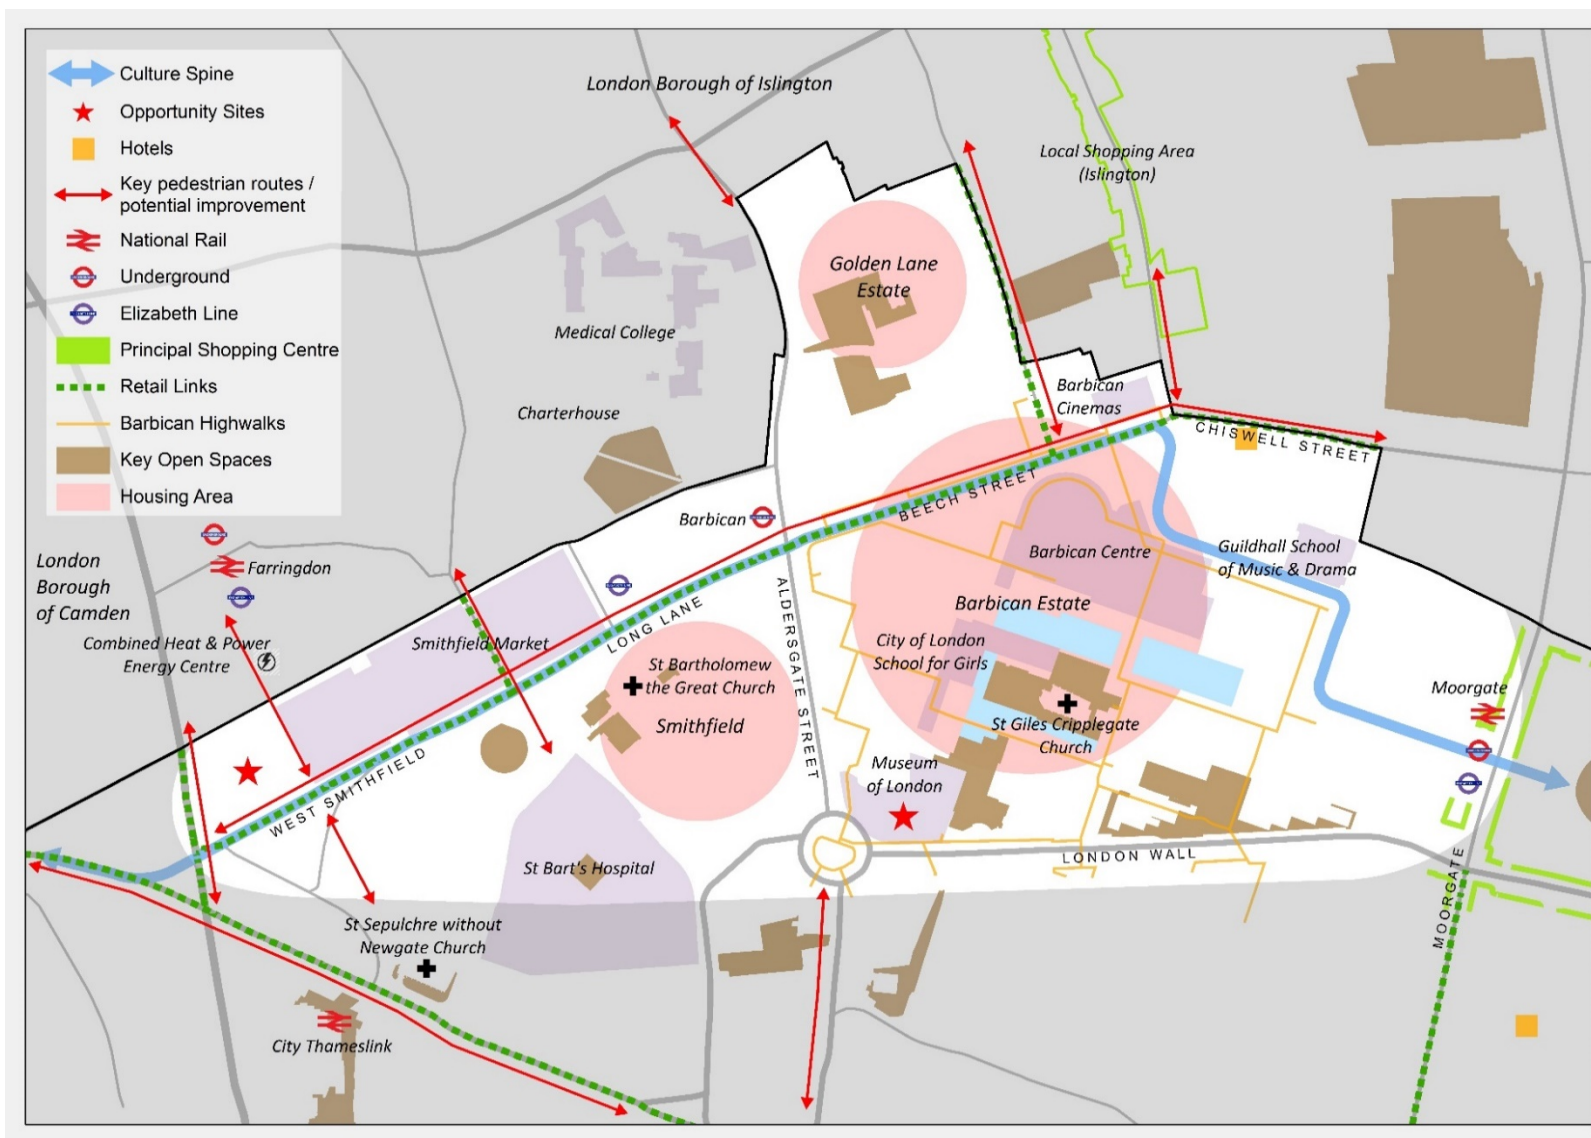 Culture Spine
Opportunity Sites
Hotels
Key pedestrian routes /
potential improvement
National Rail
Underground
Elizabeth Line
Principal Shopping Centre
Retail Links
Barbican Highwalks
Key Open Spaces
Housing Area
London Borough of Islington
Local Shopping Area
(Islington)
Golden Lane
Estate
Medical College
Charterhouse
Barbican
Cinemas
CHISWELL STREET
BEECH STREET
Barbican
London
Borough
of Camden
Farringdon
Combined Heat & Power
Energy Centre
Smithfield Market
LONG LANE
ALDERSGATE STREET
Barbican Centre
Guildhall School
of Music & Drama
Barbican Estate
City of London
School for Girls
St Bartholomew
the Great Church
Smithfield
St Giles Cripplegate
Church
Moorgate
Museum
of London
WEST SMITHFIELD
St Bart's Hospital
LONDON WALL
MOORGATE
St Sepulchre without
Newgate Church
City Thameslink